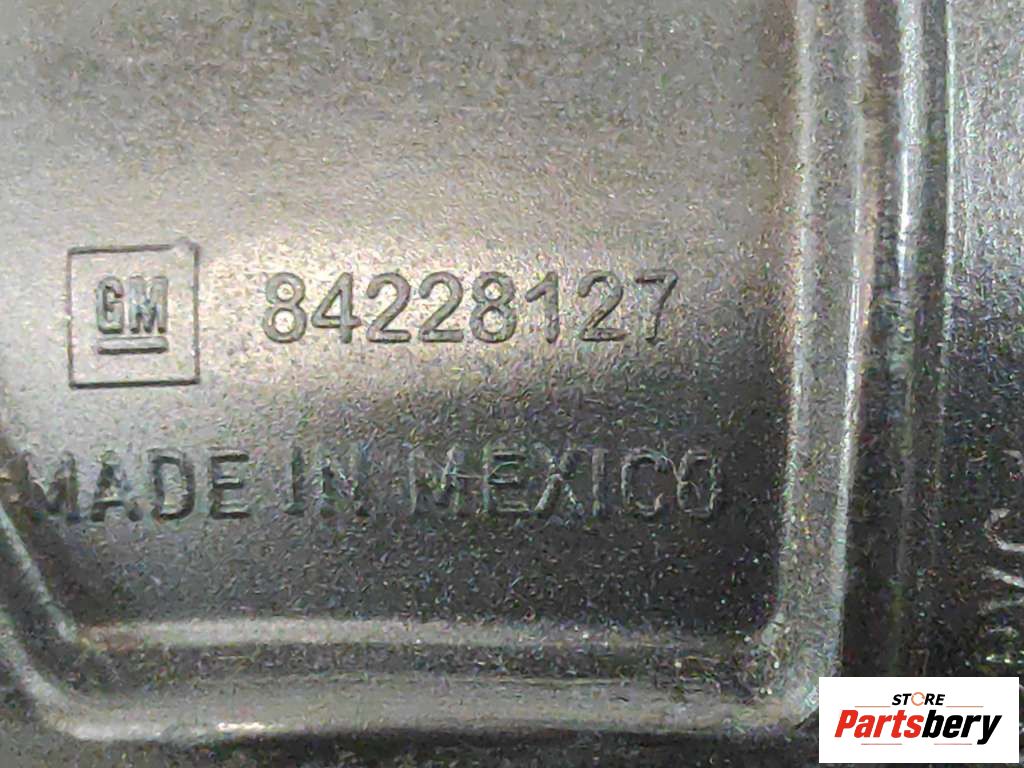 GM 84228127
MADE IN MEXICO
STORE
Partsbery